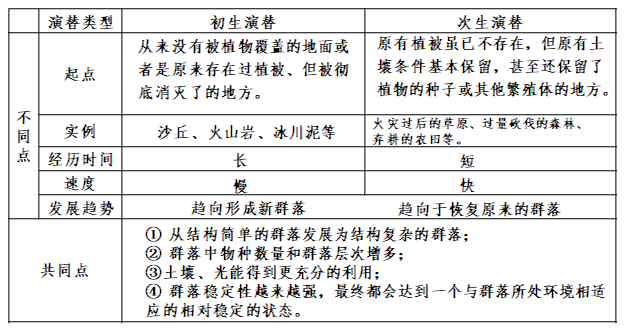 演替类型 初生演替 次生演替
不同点
起点
从来没有被植物覆盖的地面或
者是原来存在过植被、但被彻
底消灭了的地方。
原有植被虽已不存在，但原有土
壤条件基本保留，甚至还保留了
植物的种子或其他繁殖体的地方。
实例 沙丘、火山岩、冰川泥等
火灾过后的草原、过量砍伐的森林、
弃耕的农田等。
经历时间 长 短
速度 慢 快
发展趋势 趋向形成新群落 趋向于恢复原来的群落
共同点
① 从结构简单的群落发展为结构复杂的群落；
② 群落中物种数量和群落层次增多；
③土壤、光能得到更充分的利用；
④ 群落稳定性越来越强，最终都会达到一个与群落所处环境相适
应的相对稳定的状态。